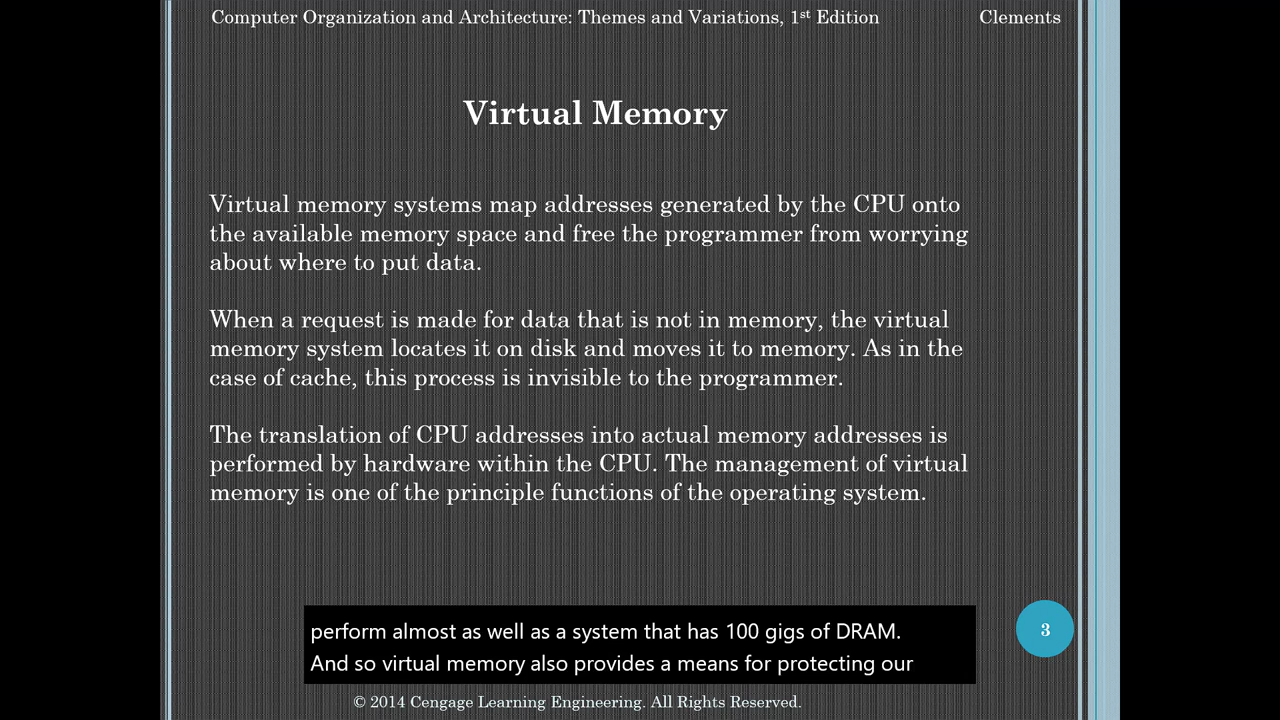 Computer Organization and Architecture: Themes and Variations, 1st Edition Clements
Virtual Memory
Virtual memory systems map addresses generated by the CPU onto
the available memory space and free the programmer from worrying
about where to put data.
When a request is made for data that is not in memory, the virtual
memory system locates it on disk and moves it to memory. As in the
case of cache, this process is invisible to the programmer.
The translation of CPU addresses into actual memory addresses is
performed by hardware within the CPU. The management of virtual
memory is one of the principle functions of the operating system.
perform almost as well as a system that has 100 gigs of DRAM.
And so virtual memory also provides a means for protecting our
3
© 2014 Cengage Learning Engineering. All Rights Reserved.